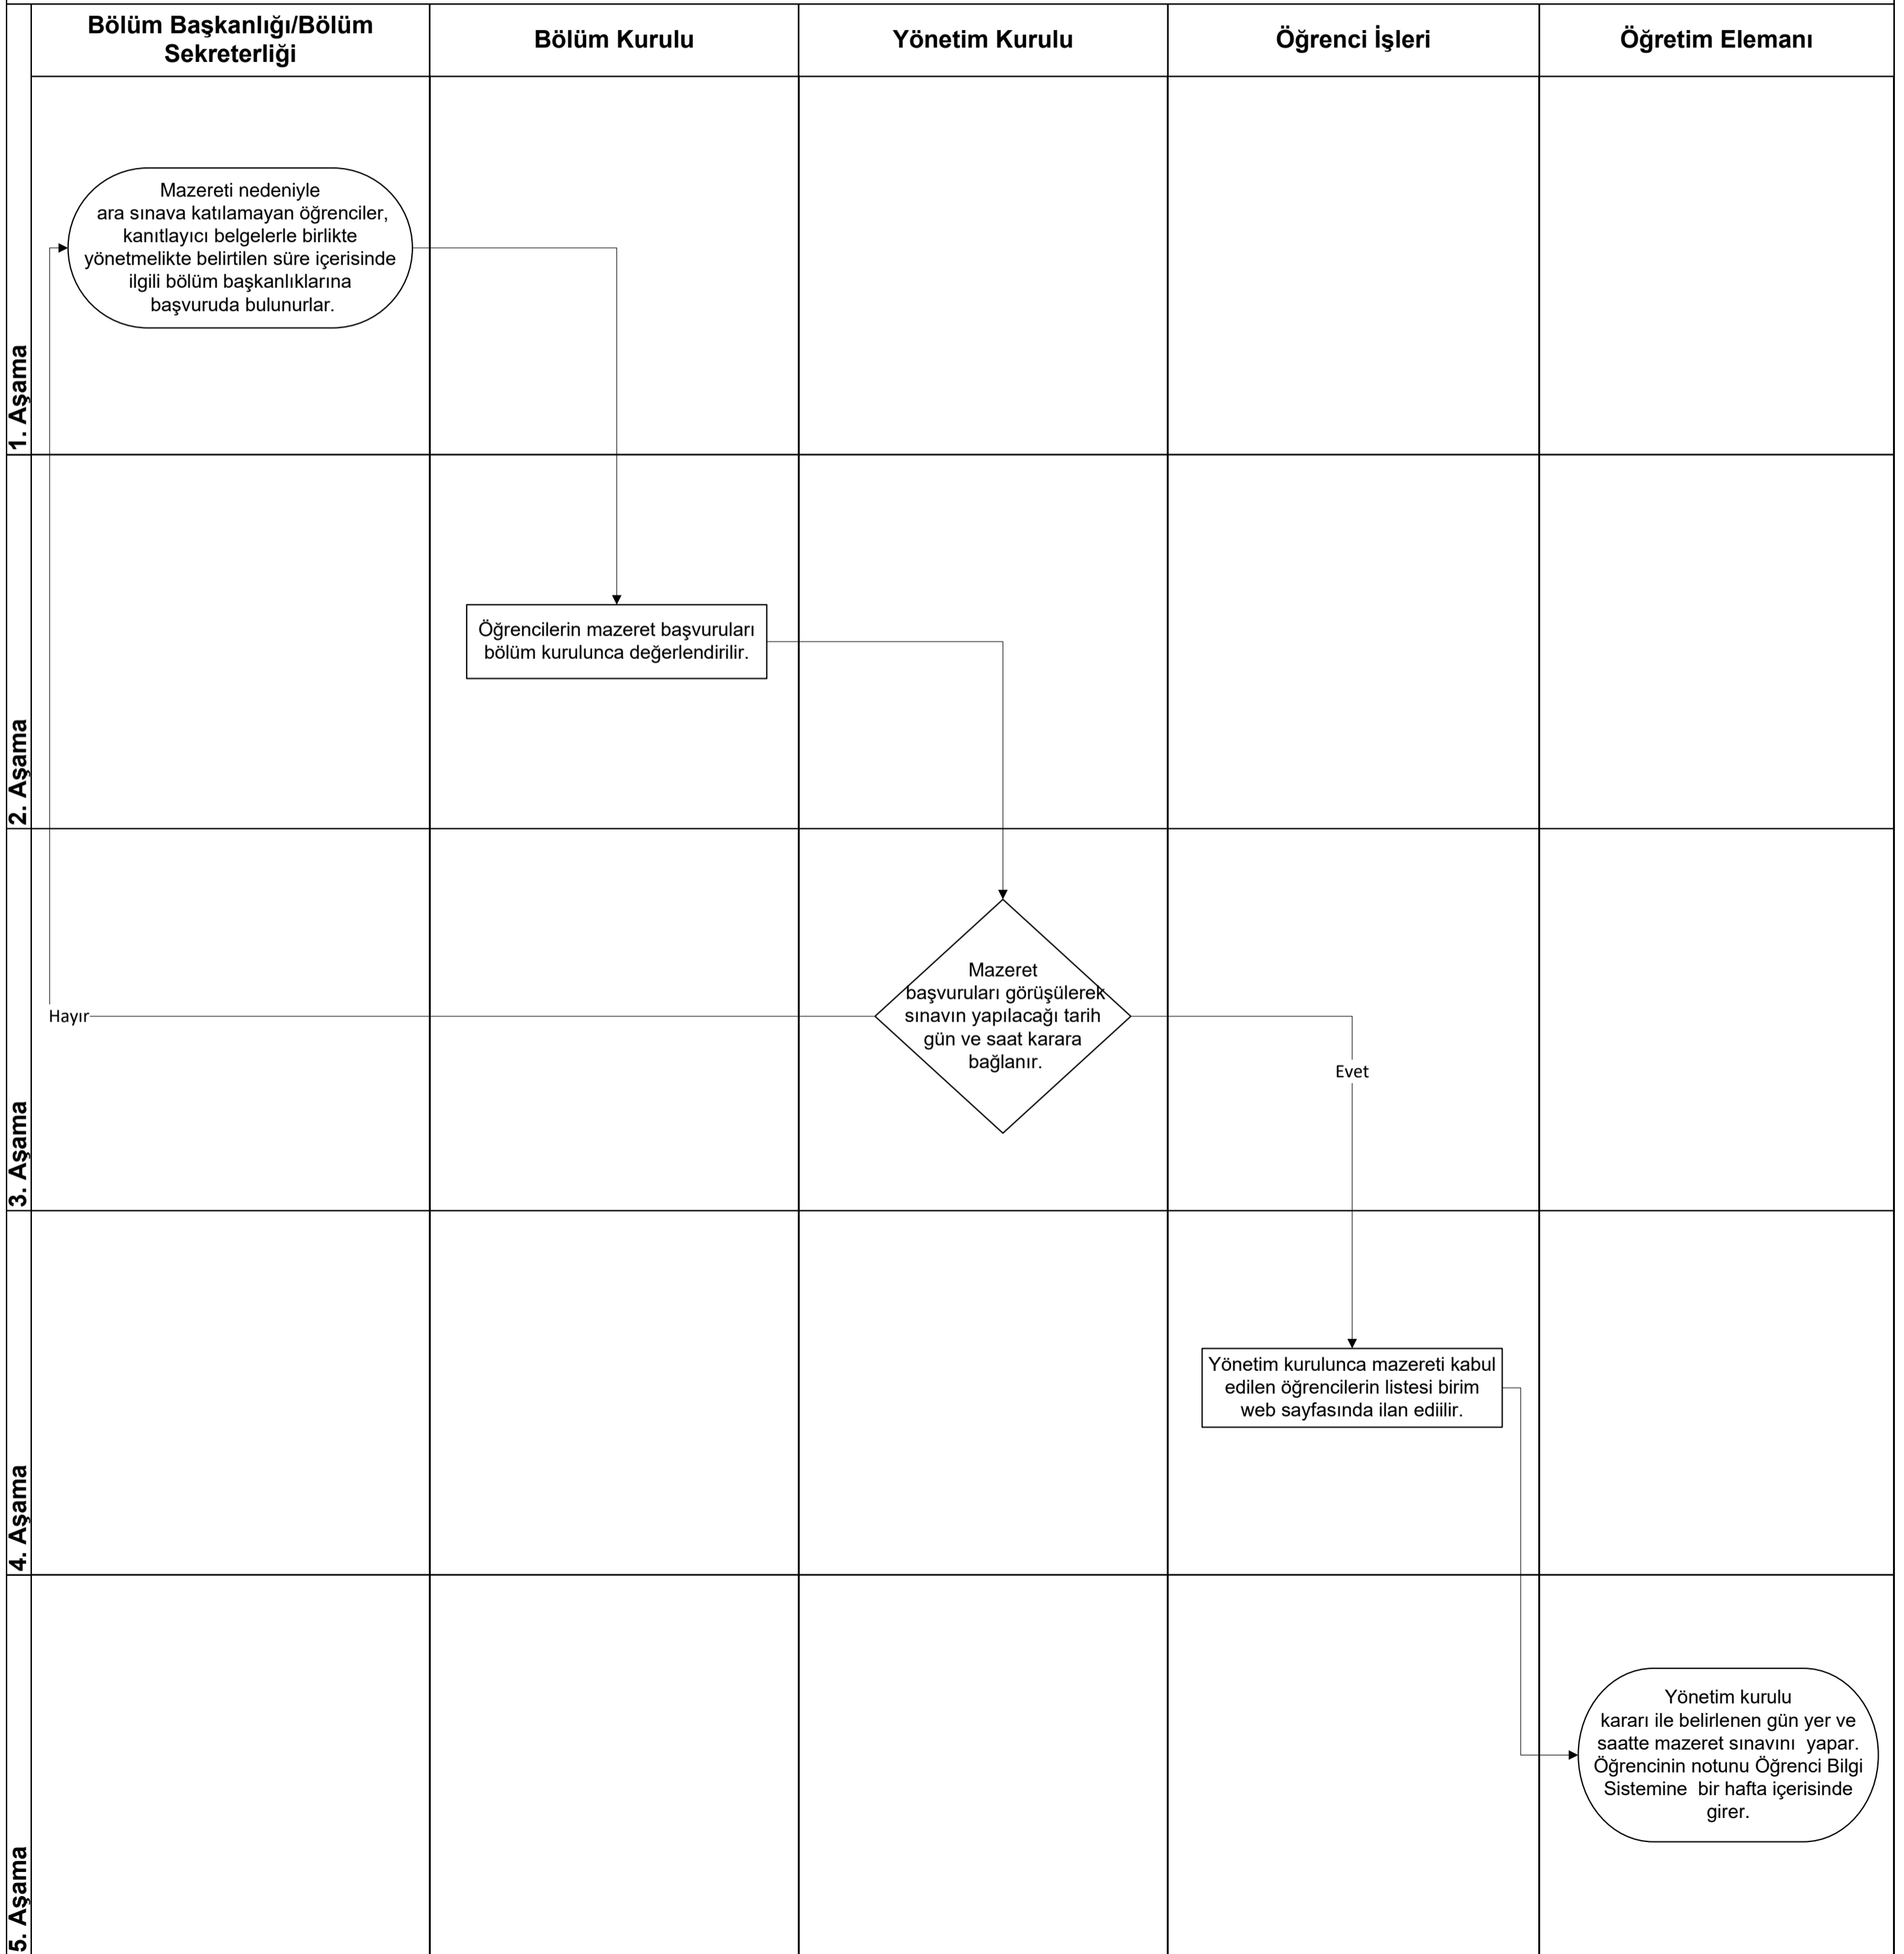 Bölüm Başkanlığı/Bölüm
Sekreterliği
Bölüm Kurulu
Yönetim Kurulu
Öğrenci İşleri
Öğretim Elemanı
1. Aşama
Mazereti nedeniyle
ara sınava katılamayan öğrenciler,
kanıtlayıcı belgelerle birlikte
yönetmelikte belirtilen süre içerisinde
ilgili bölüm başkanlıklarına
başvuruda bulunurlar.
2. Aşama
Öğrencilerin mazeret başvuruları
bölüm kurulunca değerlendirilir.
3. Aşama
Hayır
Mazeret
başvuruları görüşülerek
sınavın yapılacağı tarih
gün ve saat karara
bağlanır.
Evet
4. Aşama
Yönetim kurulunca mazereti kabul
edilen öğrencilerin listesi birim
web sayfasında ilan ediilir.
5. Aşama
Yönetim kurulu
kararı ile belirlenen gün yer ve
saatte mazeret sınavını  yapar.
Öğrencinin notunu Öğrenci Bilgi
Sistemine  bir hafta içerisinde
girer.